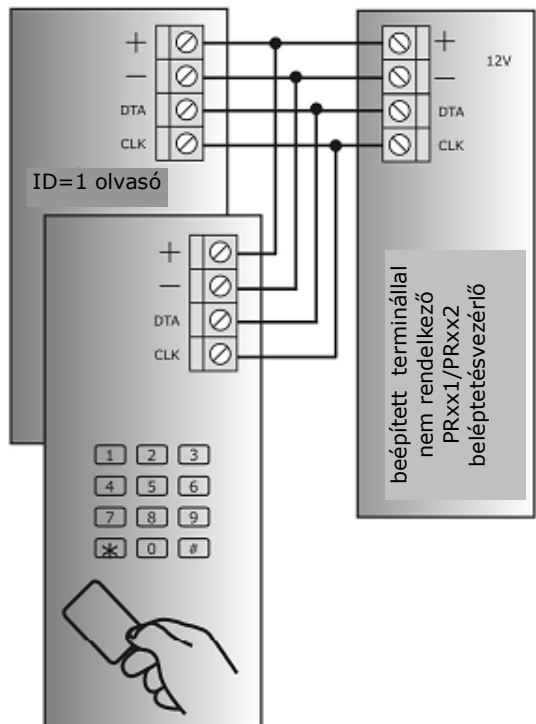 +
—
DTA
CLK
ID=1 olvasó
+
—
12V
DTA
CLK
+
—
DTA
CLK
beépített terminállal
nem rendelkező
PRxx1/PRxx2
beléptetésvezérlő
1 2 3
4 5 6
7 8 9
* 0 #